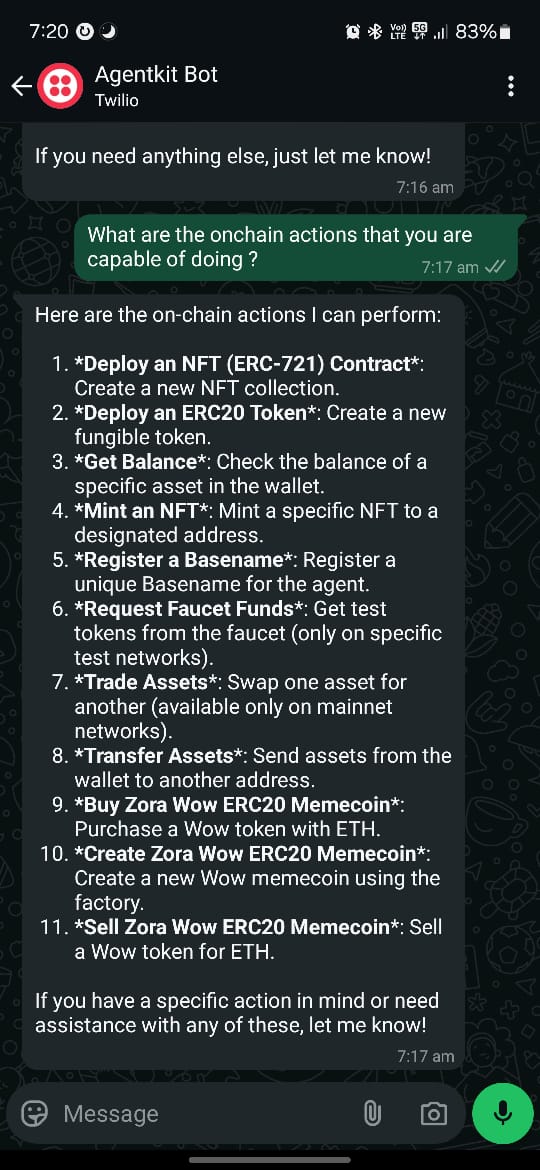 7:20
Vo))
LTE
5G
83%
Agentkit Bot
Twilio
If you need anything else, just let me know!
7:16 am
What are the onchain actions that you are
capable of doing ?
7:17 am
Here are the on-chain actions I can perform:
1. *Deploy an NFT (ERC-721) Contract*:
Create a new NFT collection.
2. *Deploy an ERC20 Token*: Create a new
fungible token.
3. *Get Balance*: Check the balance of a
specific asset in the wallet.
4. *Mint an NFT*: Mint a specific NFT to a
designated address.
5. *Register a Basename*: Register a
unique Basename for the agent.
6. *Request Faucet Funds*: Get test
tokens from the faucet (only on specific
test networks).
7. *Trade Assets*: Swap one asset for
another (available only on mainnet
networks).
8. *Transfer Assets*: Send assets from the
wallet to another address.
9. *Buy Zora Wow ERC20 Memecoin*:
Purchase a Wow token with ETH.
10. *Create Zora Wow ERC20 Memecoin*:
Create a new Wow memecoin using the
factory.
11. *Sell Zora Wow ERC20 Memecoin*: Sell
a Wow token for ETH.
If you have a specific action in mind or need
assistance with any of these, let me know!
7:17 am
Message